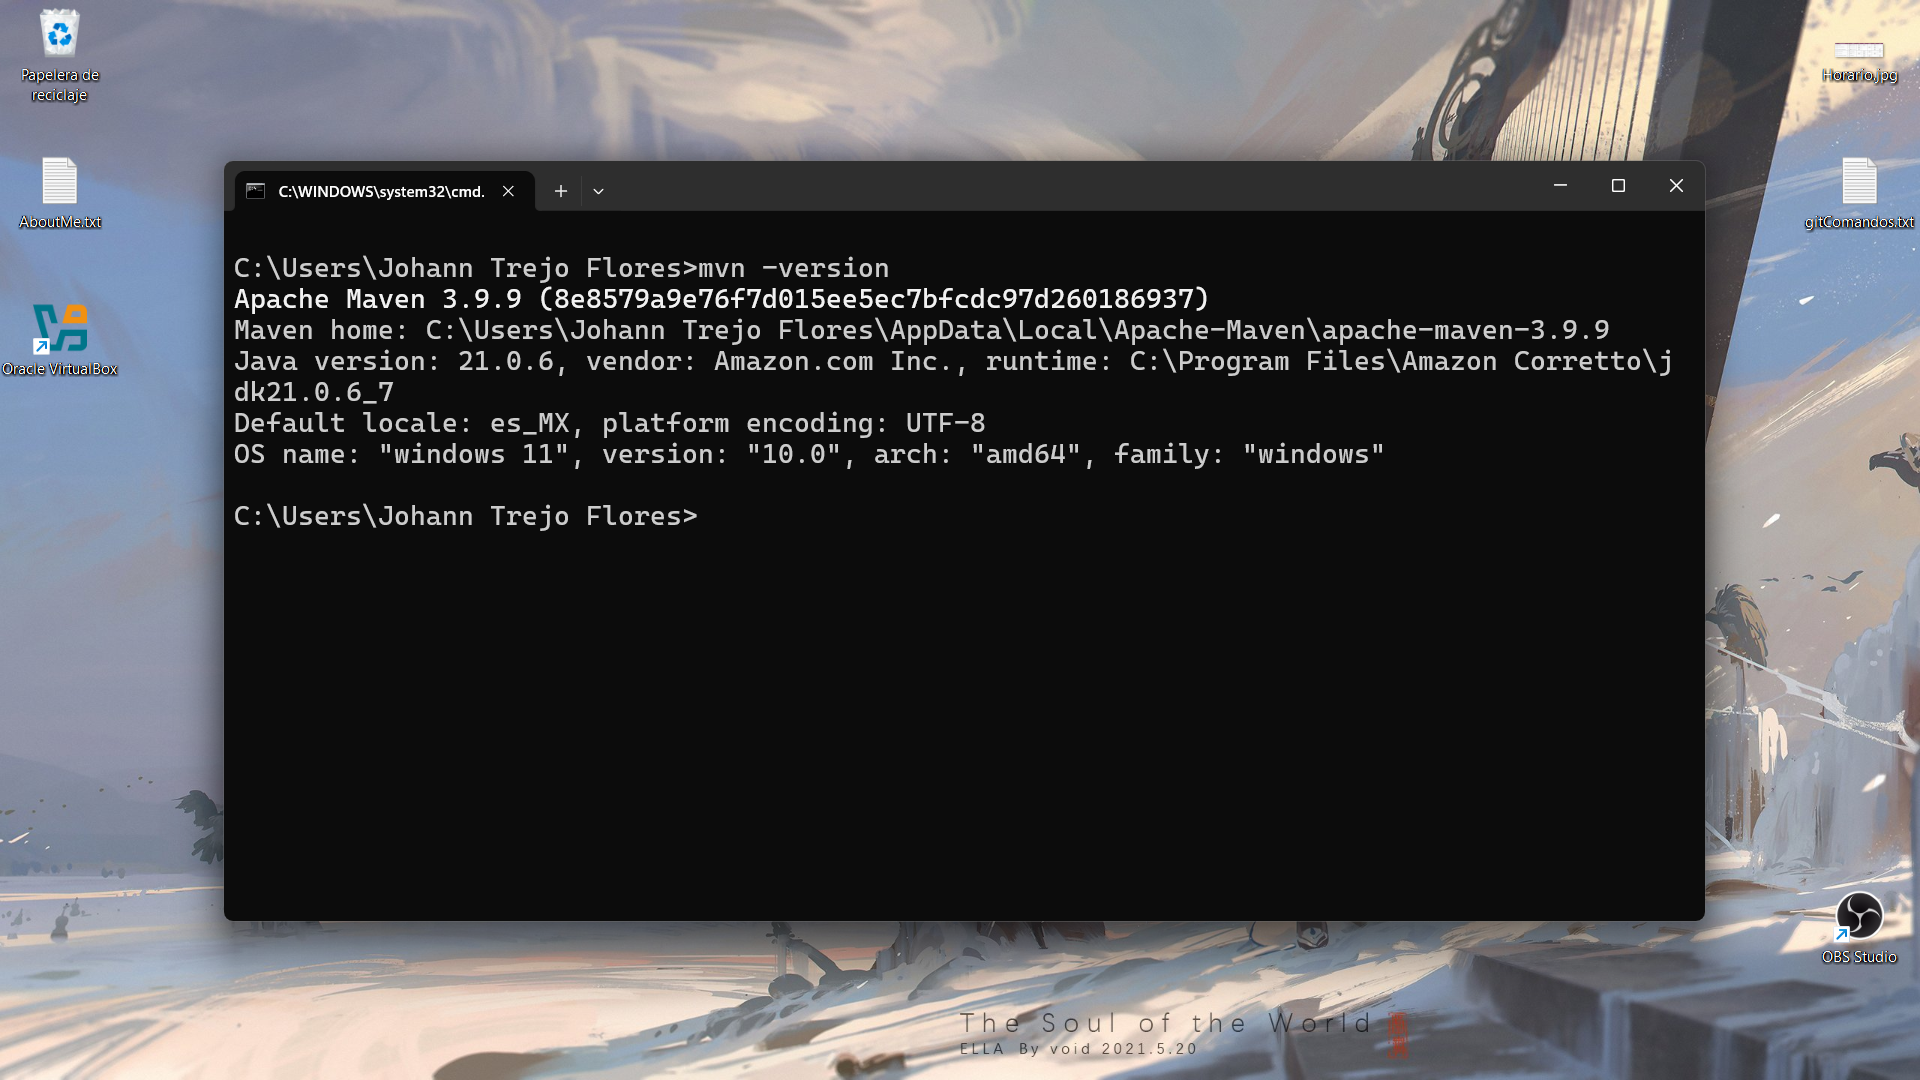 Papelera de
reciclaje
AboutMe.txt
Oracle VirtualBox
C:\WINDOWS\system32\cmd.
C:\Users\Johann Trejo Flores>mvn -version
Apache Maven 3.9.9 (8e8579a9e76f7d015ee5ec7bfcdc97d260186937)
Maven home: C:\Users\Johann Trejo Flores\AppData\Local\Apache-Maven\apache-maven-3.9.9
Java version: 21.0.6, vendor: Amazon.com Inc., runtime: C:\Program Files\Amazon Corretto\j
dk21.0.6_7
Default locale: es_MX, platform encoding: UTF-8
OS name: "windows 11", version: "10.0", arch: "amd64", family: "windows"
C:\Users\Johann Trejo Flores>
Horario.jpg
gitComandos.txt
OBS Studio
The Soul of the World
ELLA By void 2021.5.20